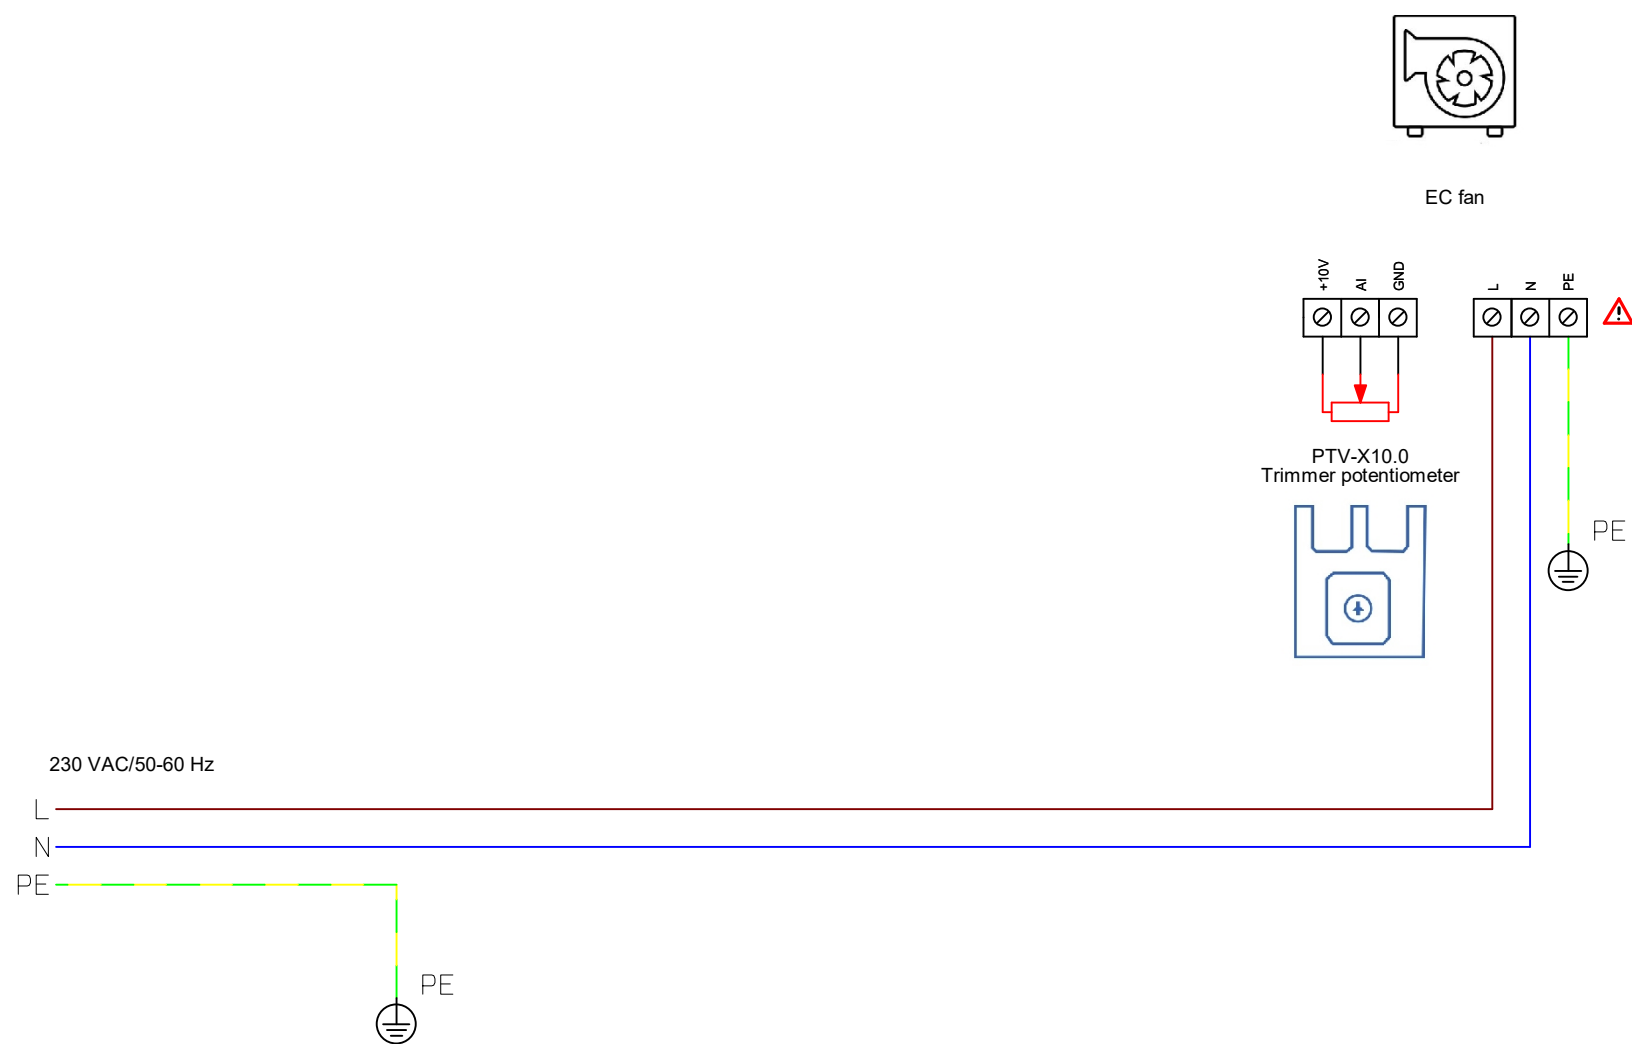 EC fan
+10V
AI
GND
L
N
PE
PTV-X10.0
Trimmer potentiometer
PE
230 VAC/50-60 Hz
L
N
PE
PE